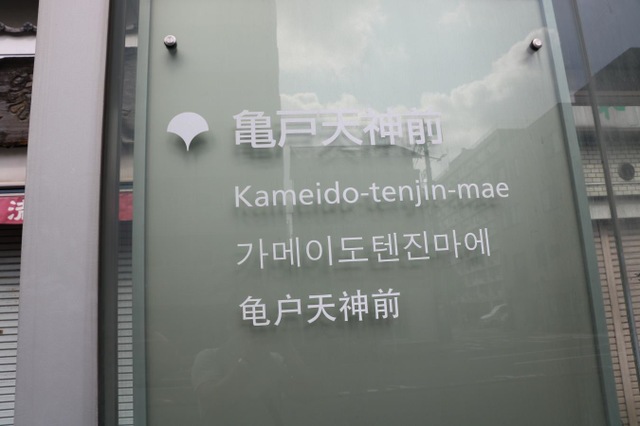 亀戸天神前
Kameido-tenjin-mae
가메이도텐진마에
龟户天神前